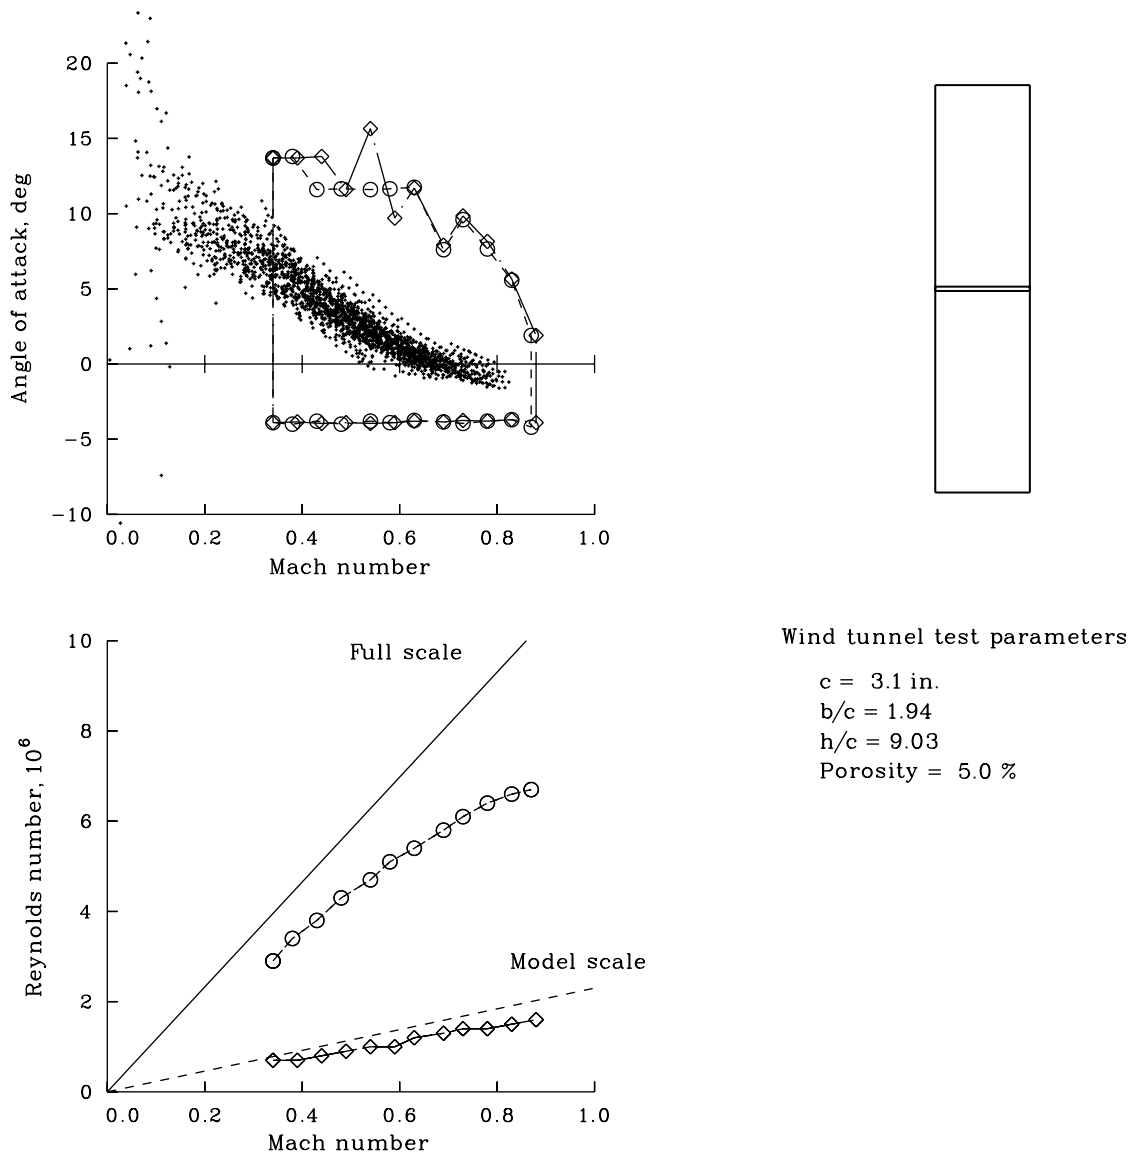 20
15
10
5
0
−5
−10
0.0 0.2 0.4 0.6 0.8 1.0
Mach number
Angle of attack, deg
10
8
6
4
2
0
0.0 0.2 0.4 0.6 0.8 1.0
Mach number
Reynolds number, 10⁶
Full scale
Model scale
Wind tunnel test parameters
c = 3.1 in.
b/c = 1.94
h/c = 9.03
Porosity = 5.0 %